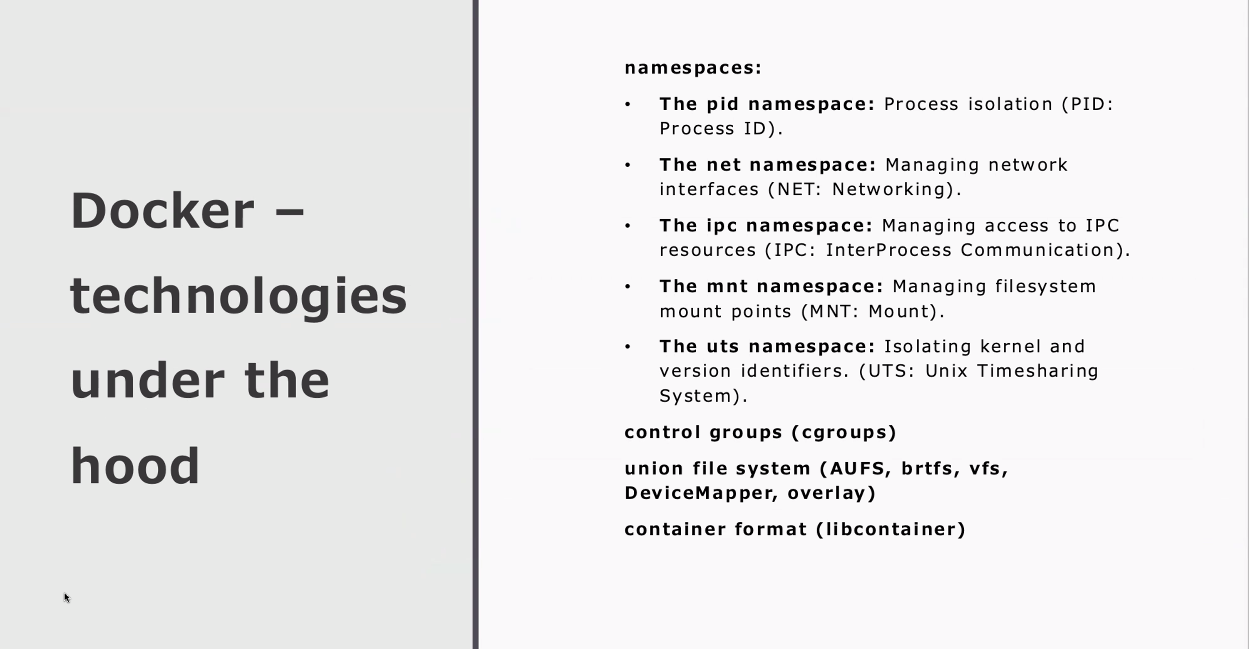 Docker –
technologies
under the
hood
namespaces:
• The pid namespace: Process isolation (PID:
Process ID).
• The net namespace: Managing network
interfaces (NET: Networking).
• The ipc namespace: Managing access to IPC
resources (IPC: InterProcess Communication).
• The mnt namespace: Managing filesystem
mount points (MNT: Mount).
• The uts namespace: Isolating kernel and
version identifiers. (UTS: Unix Timesharing
System).
control groups (cgroups)
union file system (AUFS, brtfs, vfs,
DeviceMapper, overlay)
container format (libcontainer)